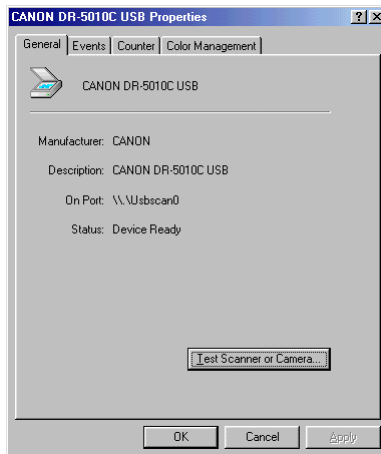 CANON DR-5010C USB Properties
General Events Counter Color Management
CANON DR-5010C USB
Manufacturer: CANON
Description: CANON DR-5010C USB
On Port: \\.\Usbscan0
Status: Device Ready
Test Scanner or Camera...
OK Cancel Apply